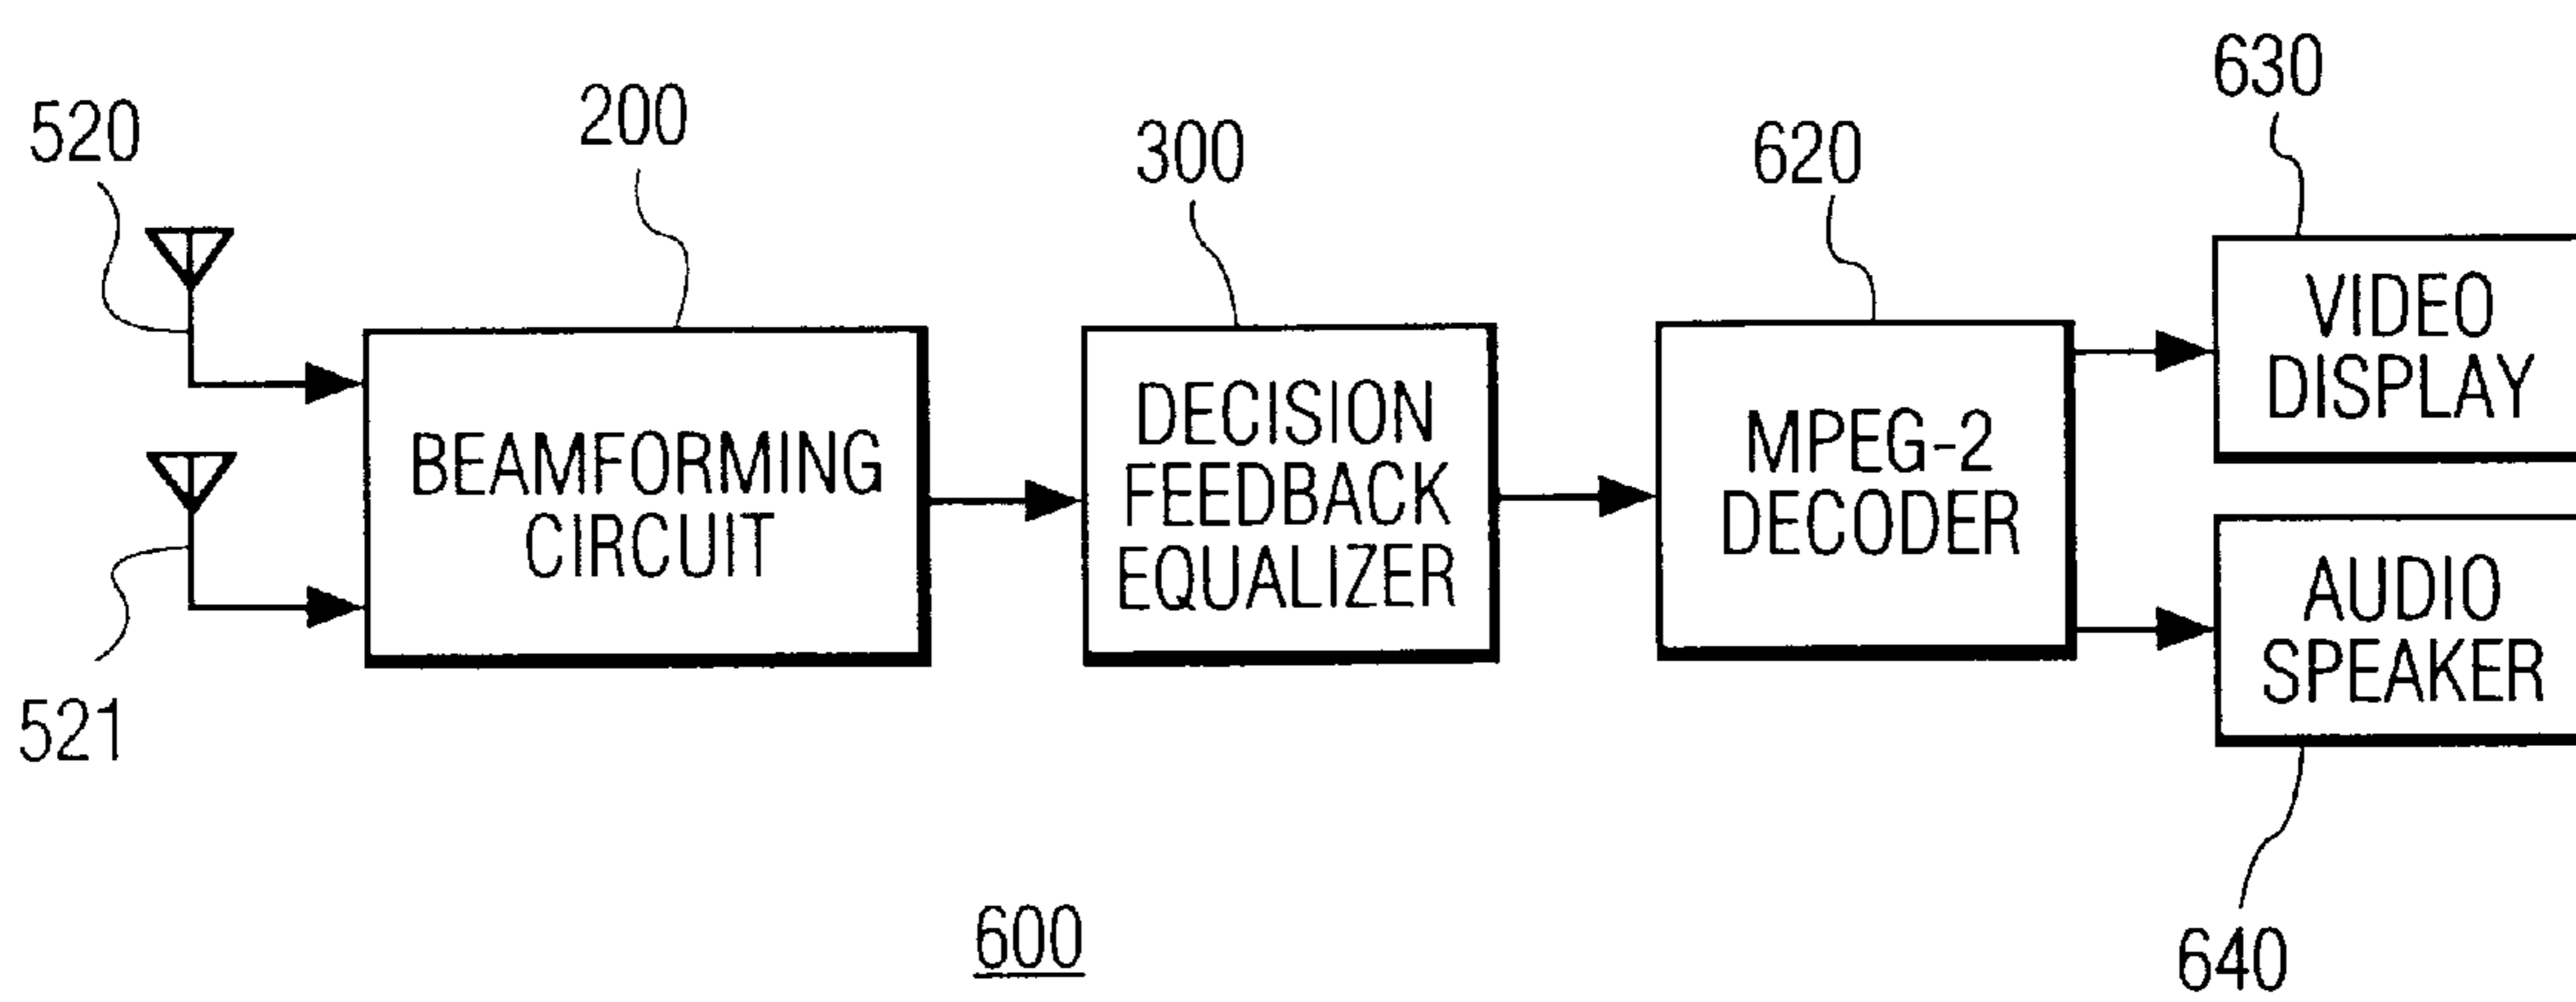 520
200
300
620
630
BEAMFORMING
CIRCUIT
DECISION
FEEDBACK
EQUALIZER
MPEG-2
DECODER
VIDEO
DISPLAY
AUDIO
SPEAKER
521
600
640